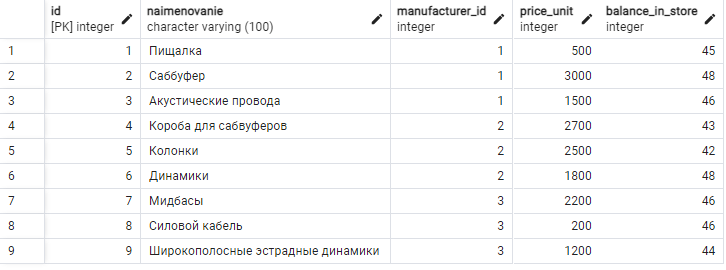 id naimenovanie manufacturer_id price_unit balance_in_store
[PK] integer character varying (100) integer integer integer
1 1 Пищалка 1 500 45
2 2 Саббуфер 1 3000 48
3 3 Акустические провода 1 1500 46
4 4 Короба для сабвуферов 2 2700 43
5 5 Колонки 2 2500 42
6 6 Динамики 2 1800 48
7 7 Мидбасы 3 2200 46
8 8 Силовой кабель 3 200 46
9 9 Широкополосные эстрадные динамики 3 1200 44